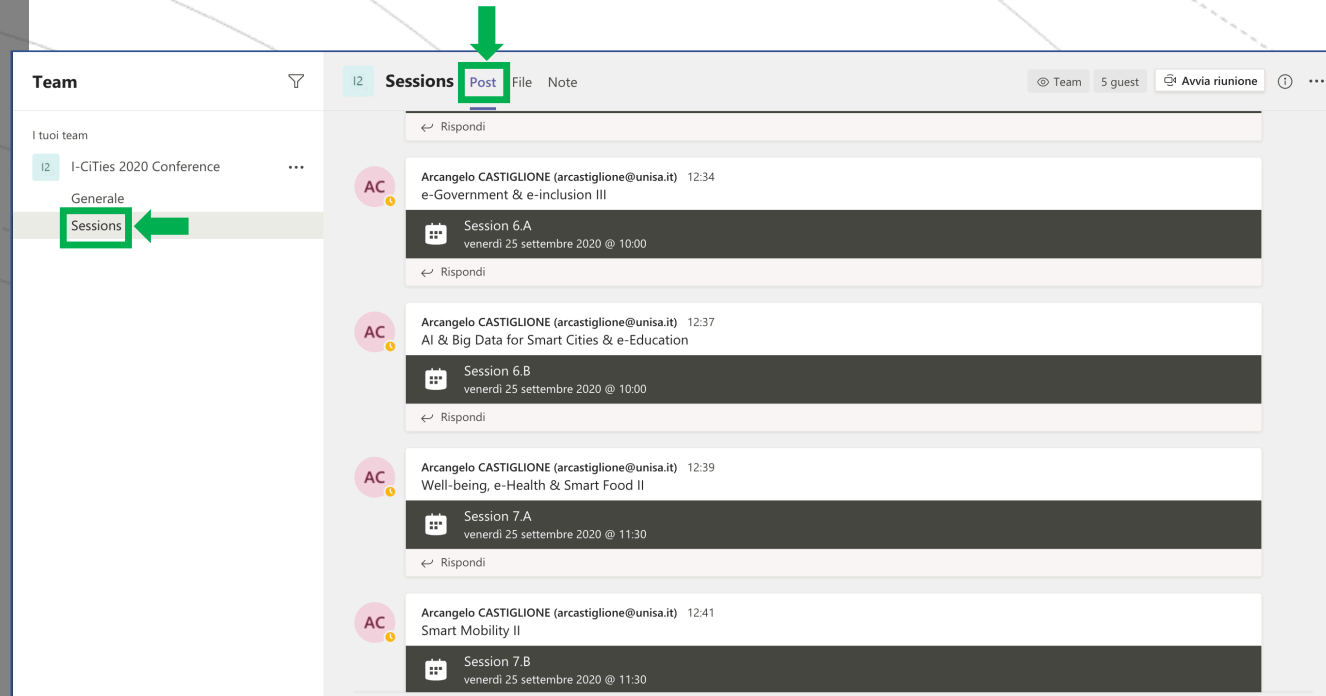 Team
I tuoi team
I2 I-CiTies 2020 Conference
Generale
Sessions
I2 Sessions Post File Note
Team 5 guest Avvia riunione
Rispondi
AC
Arcangelo CASTIGLIONE (arcastiglione@unisa.it) 12:34
e-Government & e-inclusion III
Session 6.A
venerdì 25 settembre 2020 @ 10:00
Rispondi
AC
Arcangelo CASTIGLIONE (arcastiglione@unisa.it) 12:37
AI & Big Data for Smart Cities & e-Education
Session 6.B
venerdì 25 settembre 2020 @ 10:00
Rispondi
AC
Arcangelo CASTIGLIONE (arcastiglione@unisa.it) 12:39
Well-being, e-Health & Smart Food II
Session 7.A
venerdì 25 settembre 2020 @ 11:30
Rispondi
AC
Arcangelo CASTIGLIONE (arcastiglione@unisa.it) 12:41
Smart Mobility II
Session 7.B
venerdì 25 settembre 2020 @ 11:30